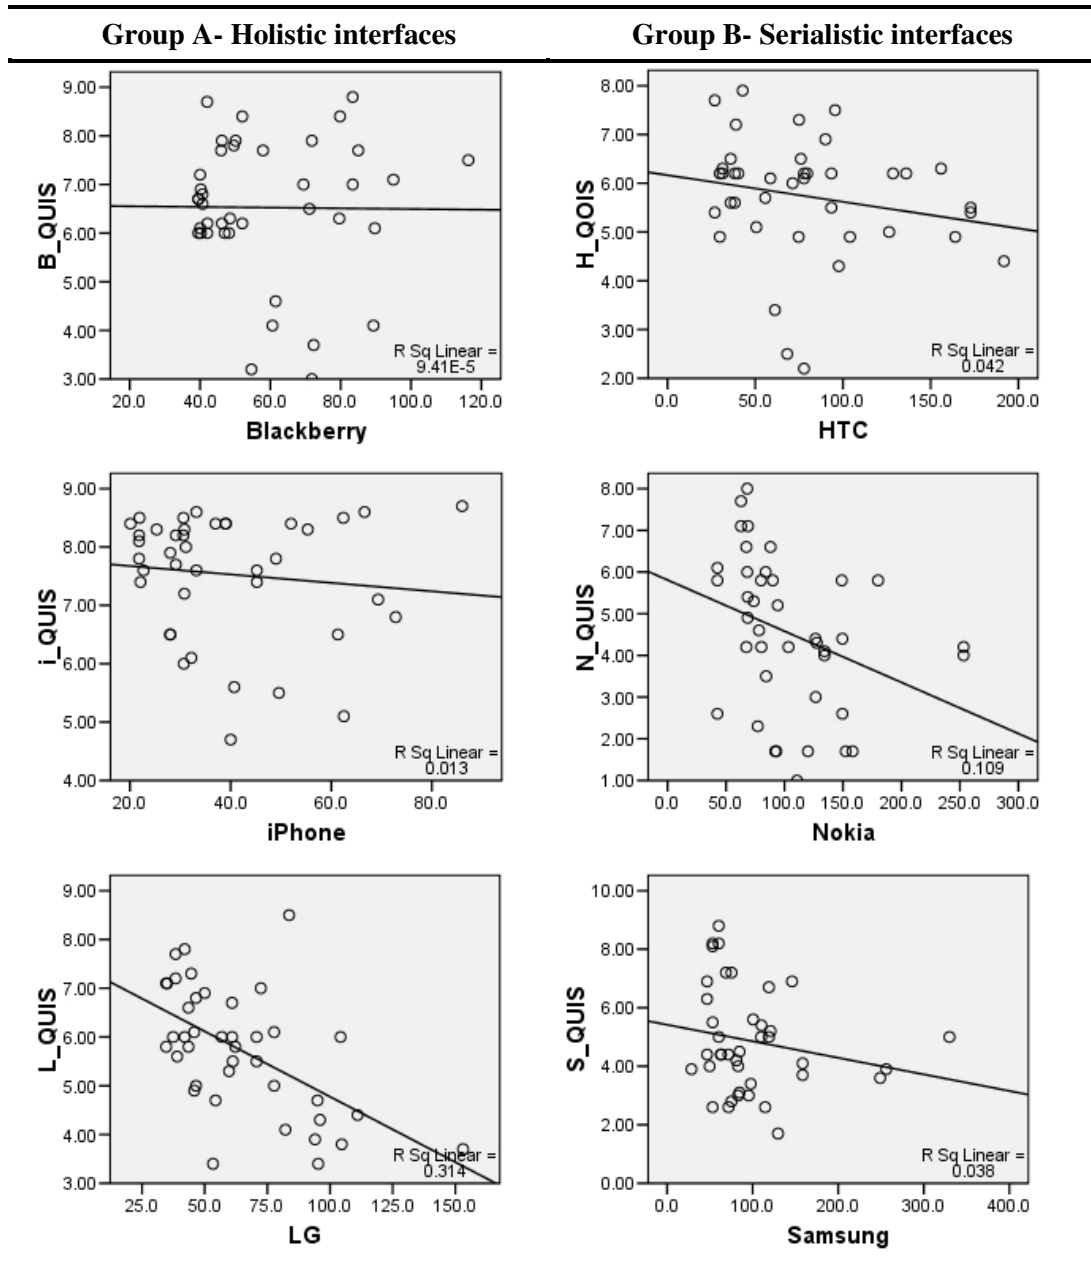 Group A- Holistic interfaces
Group B- Serialistic interfaces
9.00
8.00
7.00
6.00
5.00
4.00
3.00
B_QUIS
R Sq Linear =
9.41E-5
20.0 40.0 60.0 80.0 100.0 120.0
Blackberry
8.00
7.00
6.00
5.00
4.00
3.00
2.00
H_QOIS
R Sq Linear =
0.042
0.0 50.0 100.0 150.0 200.0
HTC
9.00
8.00
7.00
6.00
5.00
4.00
i_QUIS
R Sq Linear =
0.013
20.0 40.0 60.0 80.0
iPhone
8.00
7.00
6.00
5.00
4.00
3.00
2.00
1.00
N_QUIS
R Sq Linear =
0.109
0.0 50.0 100.0 150.0 200.0 250.0 300.0
Nokia
9.00
8.00
7.00
6.00
5.00
4.00
3.00
L_QUIS
R Sq Linear =
0.314
25.0 50.0 75.0 100.0 125.0 150.0
LG
10.00
8.00
6.00
4.00
2.00
0.00
S_QUIS
R Sq Linear =
0.038
0.0 100.0 200.0 300.0 400.0
Samsung